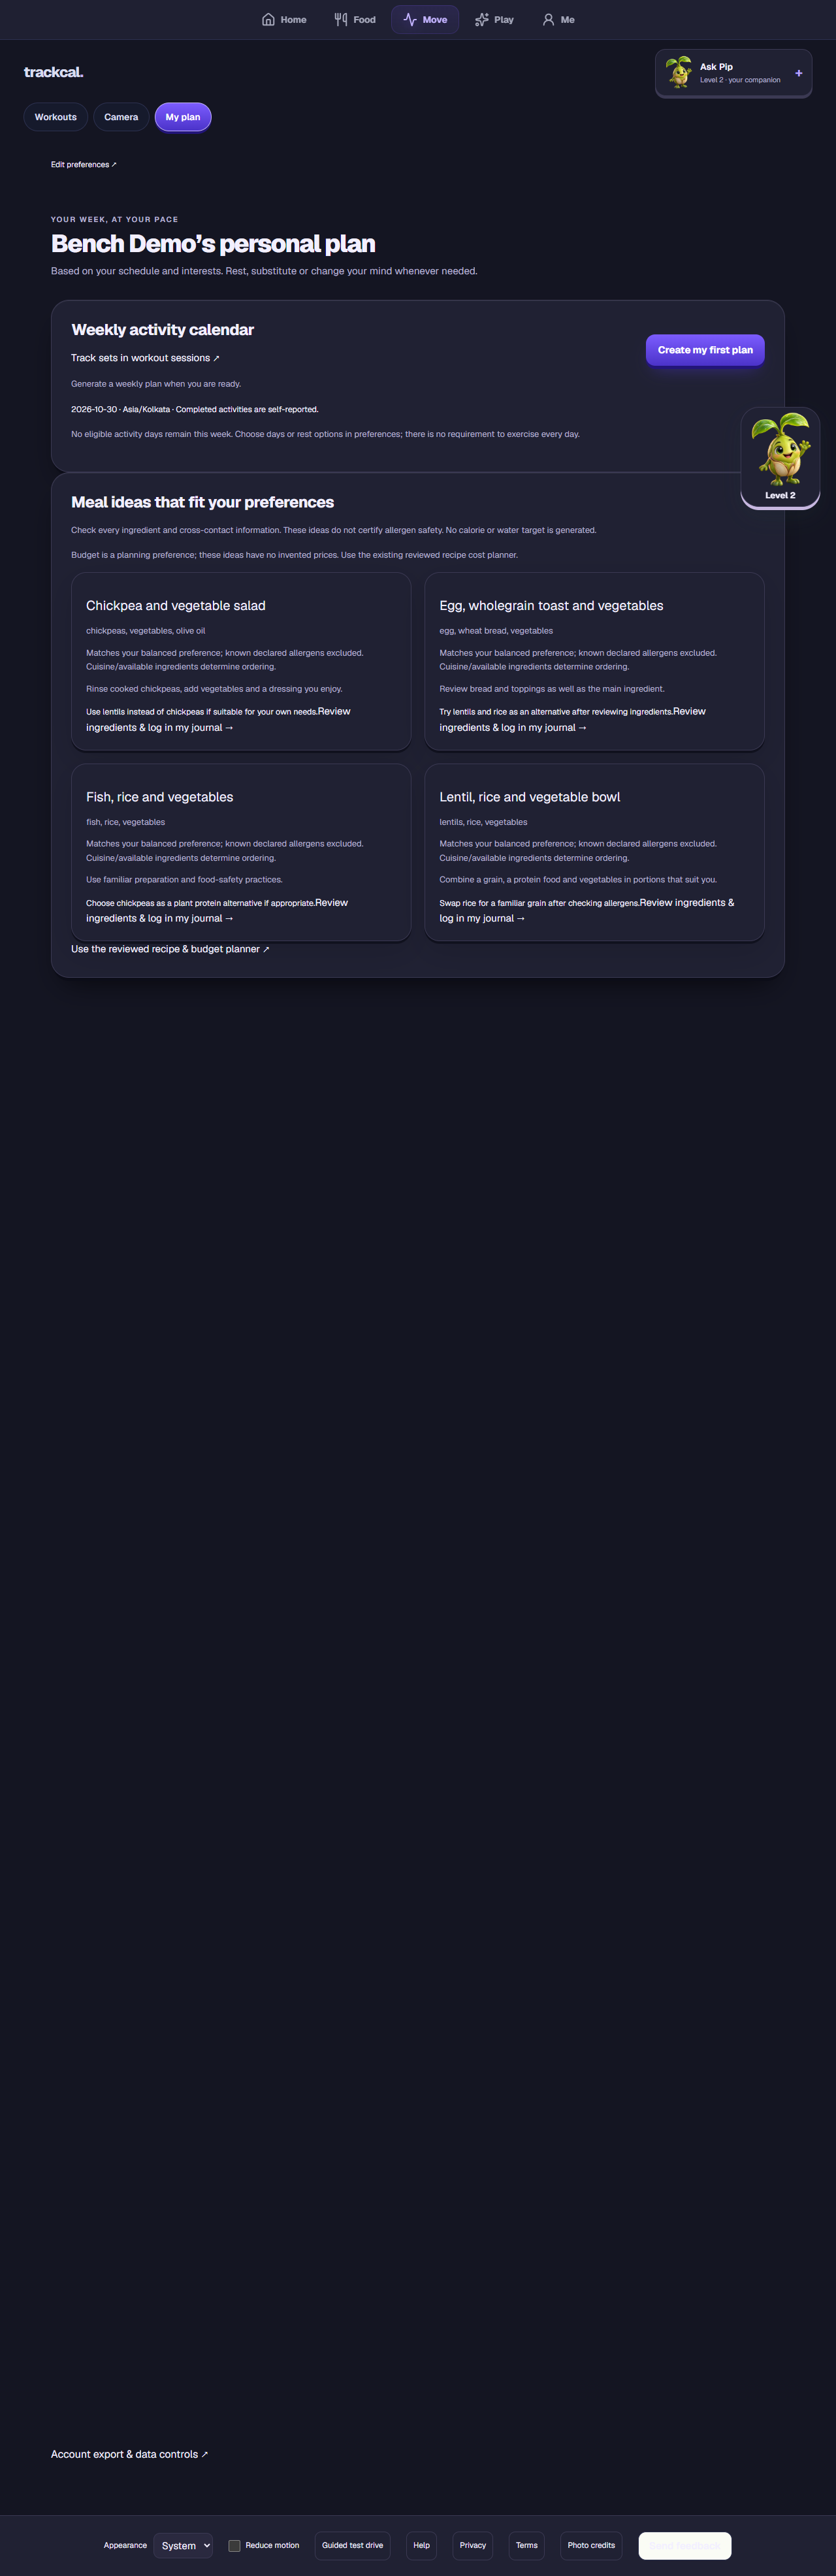 Home Food Move Play Me
trackcal.
Ask Pip
Level 2 · your companion
+
Workouts Camera My plan
Edit preferences ↗
YOUR WEEK, AT YOUR PACE
Bench Demo’s personal plan
Based on your schedule and interests. Rest, substitute or change your mind whenever needed.
Weekly activity calendar
Track sets in workout sessions ↗
Create my first plan
Generate a weekly plan when you are ready.
2026-10-30 · Asia/Kolkata · Completed activities are self-reported.
No eligible activity days remain this week. Choose days or rest options in preferences; there is no requirement to exercise every day.
Level 2
Meal ideas that fit your preferences
Check every ingredient and cross-contact information. These ideas do not certify allergen safety. No calorie or water target is generated.
Budget is a planning preference; these ideas have no invented prices. Use the existing reviewed recipe cost planner.
Chickpea and vegetable salad
chickpeas, vegetables, olive oil
Matches your balanced preference; known declared allergens excluded.
Cuisine/available ingredients determine ordering.
Rinse cooked chickpeas, add vegetables and a dressing you enjoy.
Use lentils instead of chickpeas if suitable for your own needs.Review
ingredients & log in my journal →
Egg, wholegrain toast and vegetables
egg, wheat bread, vegetables
Matches your balanced preference; known declared allergens excluded.
Cuisine/available ingredients determine ordering.
Review bread and toppings as well as the main ingredient.
Try lentils and rice as an alternative after reviewing ingredients.Review
ingredients & log in my journal →
Fish, rice and vegetables
fish, rice, vegetables
Matches your balanced preference; known declared allergens excluded.
Cuisine/available ingredients determine ordering.
Use familiar preparation and food-safety practices.
Choose chickpeas as a plant protein alternative if appropriate.Review
ingredients & log in my journal →
Lentil, rice and vegetable bowl
lentils, rice, vegetables
Matches your balanced preference; known declared allergens excluded.
Cuisine/available ingredients determine ordering.
Combine a grain, a protein food and vegetables in portions that suit you.
Swap rice for a familiar grain after checking allergens.Review ingredients &
log in my journal →
Use the reviewed recipe & budget planner ↗
Account export & data controls ↗
Appearance System Reduce motion Guided test drive Help Privacy Terms Photo credits